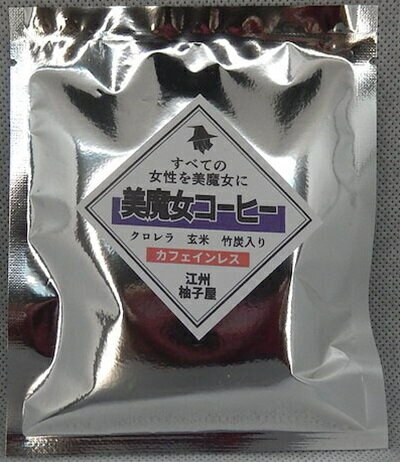 すべての
女性を美魔女に
美魔女コーヒー
クロレラ 玄米 竹炭入り
カフェインレス
江州
柚子屋